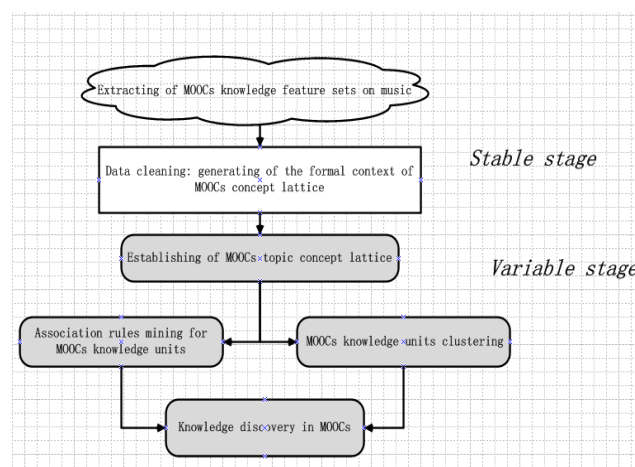 Extracting of MOOCs knowledge feature sets on music
Data cleaning: generating of the formal context of
MOOCs concept lattice
Stable stage
Establishing of MOOCs topic concept lattice
Variable stage
Association rules mining for
MOOCs knowledge units
MOOCs knowledge units clustering
Knowledge discovery in MOOCs